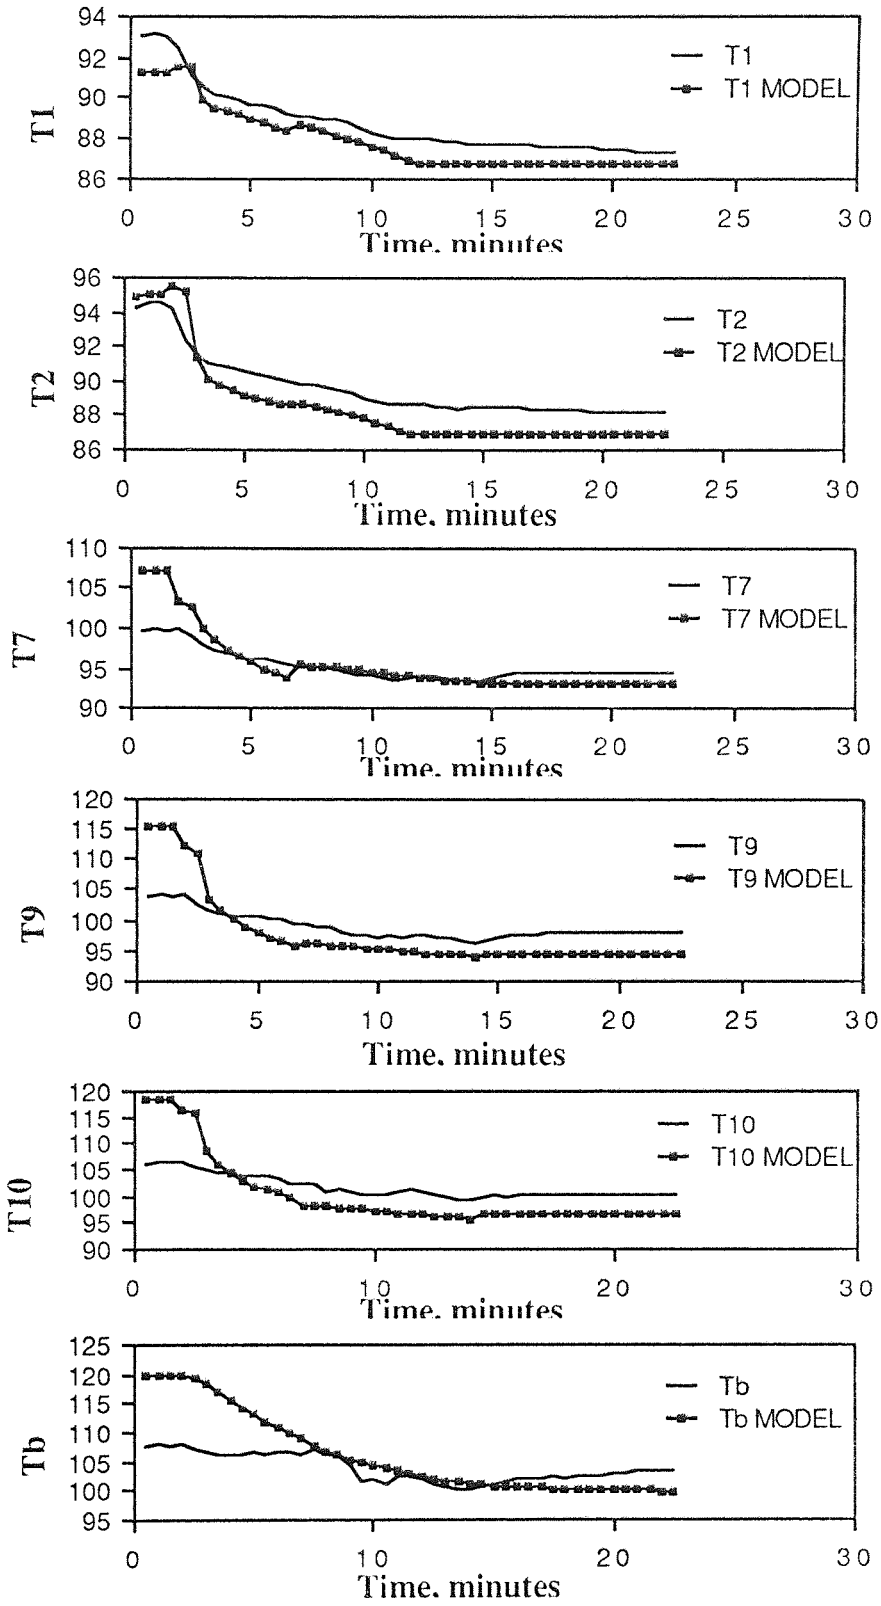 94
92
90
88
86
T1
T1
T1 MODEL
0 5 10 15 20 25 30
Time, minutes
96
94
92
90
88
86
T2
T2
T2 MODEL
0 5 10 15 20 25 30
Time, minutes
110
105
100
95
90
T7
T7
T7 MODEL
0 5 10 15 20 25 30
Time, minutes
120
115
110
105
100
95
90
T9
T9
T9 MODEL
0 5 10 15 20 25 30
Time, minutes
120
115
110
105
100
95
90
T10
T10
T10 MODEL
0 10 20 30
Time, minutes
125
120
115
110
105
100
95
Tb
Tb
Tb MODEL
0 10 20 30
Time, minutes